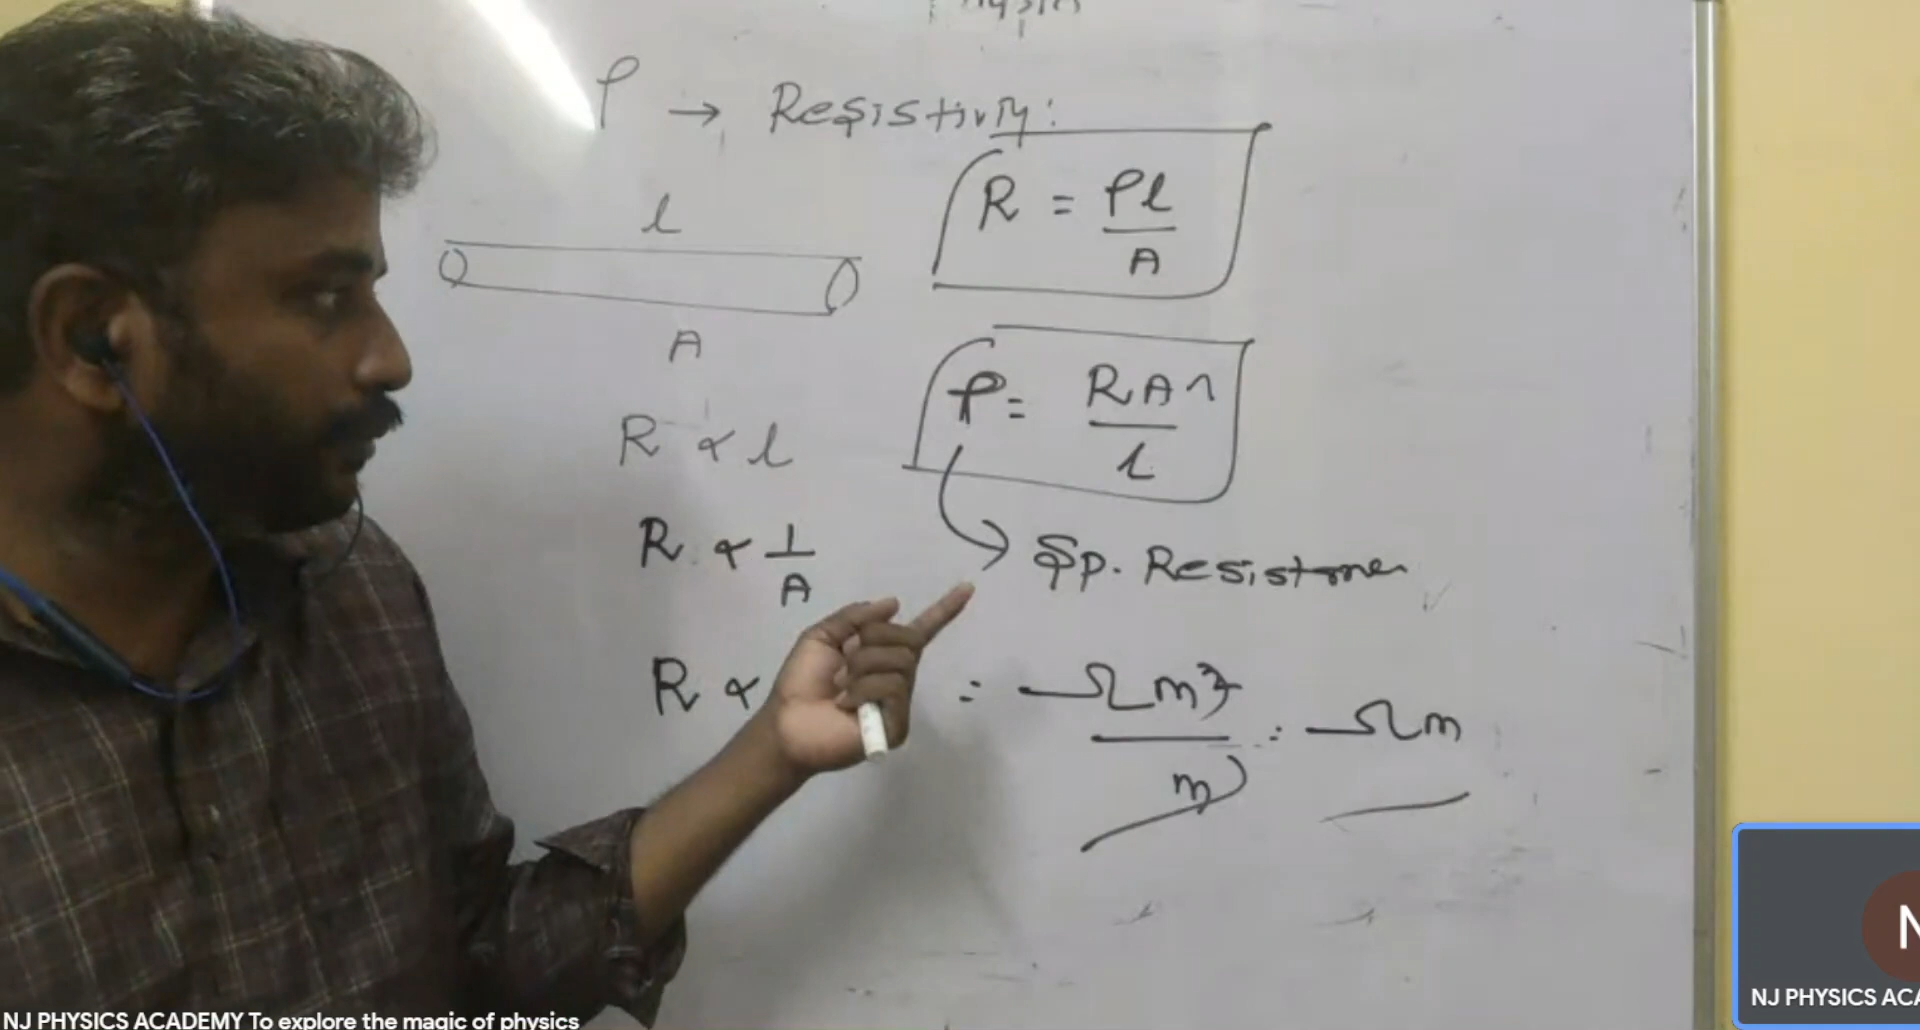 ρ → Resistivity:
l
R = ρl
A
A
ρ = RA
l
R ∝ l
R ∝ 1
A
Sp. Resistance
R ∝
= Ωm²
m
= Ωm
NJ PHYSICS ACADEMY To explore the magic of physics
N
NJ PHYSICS ACA